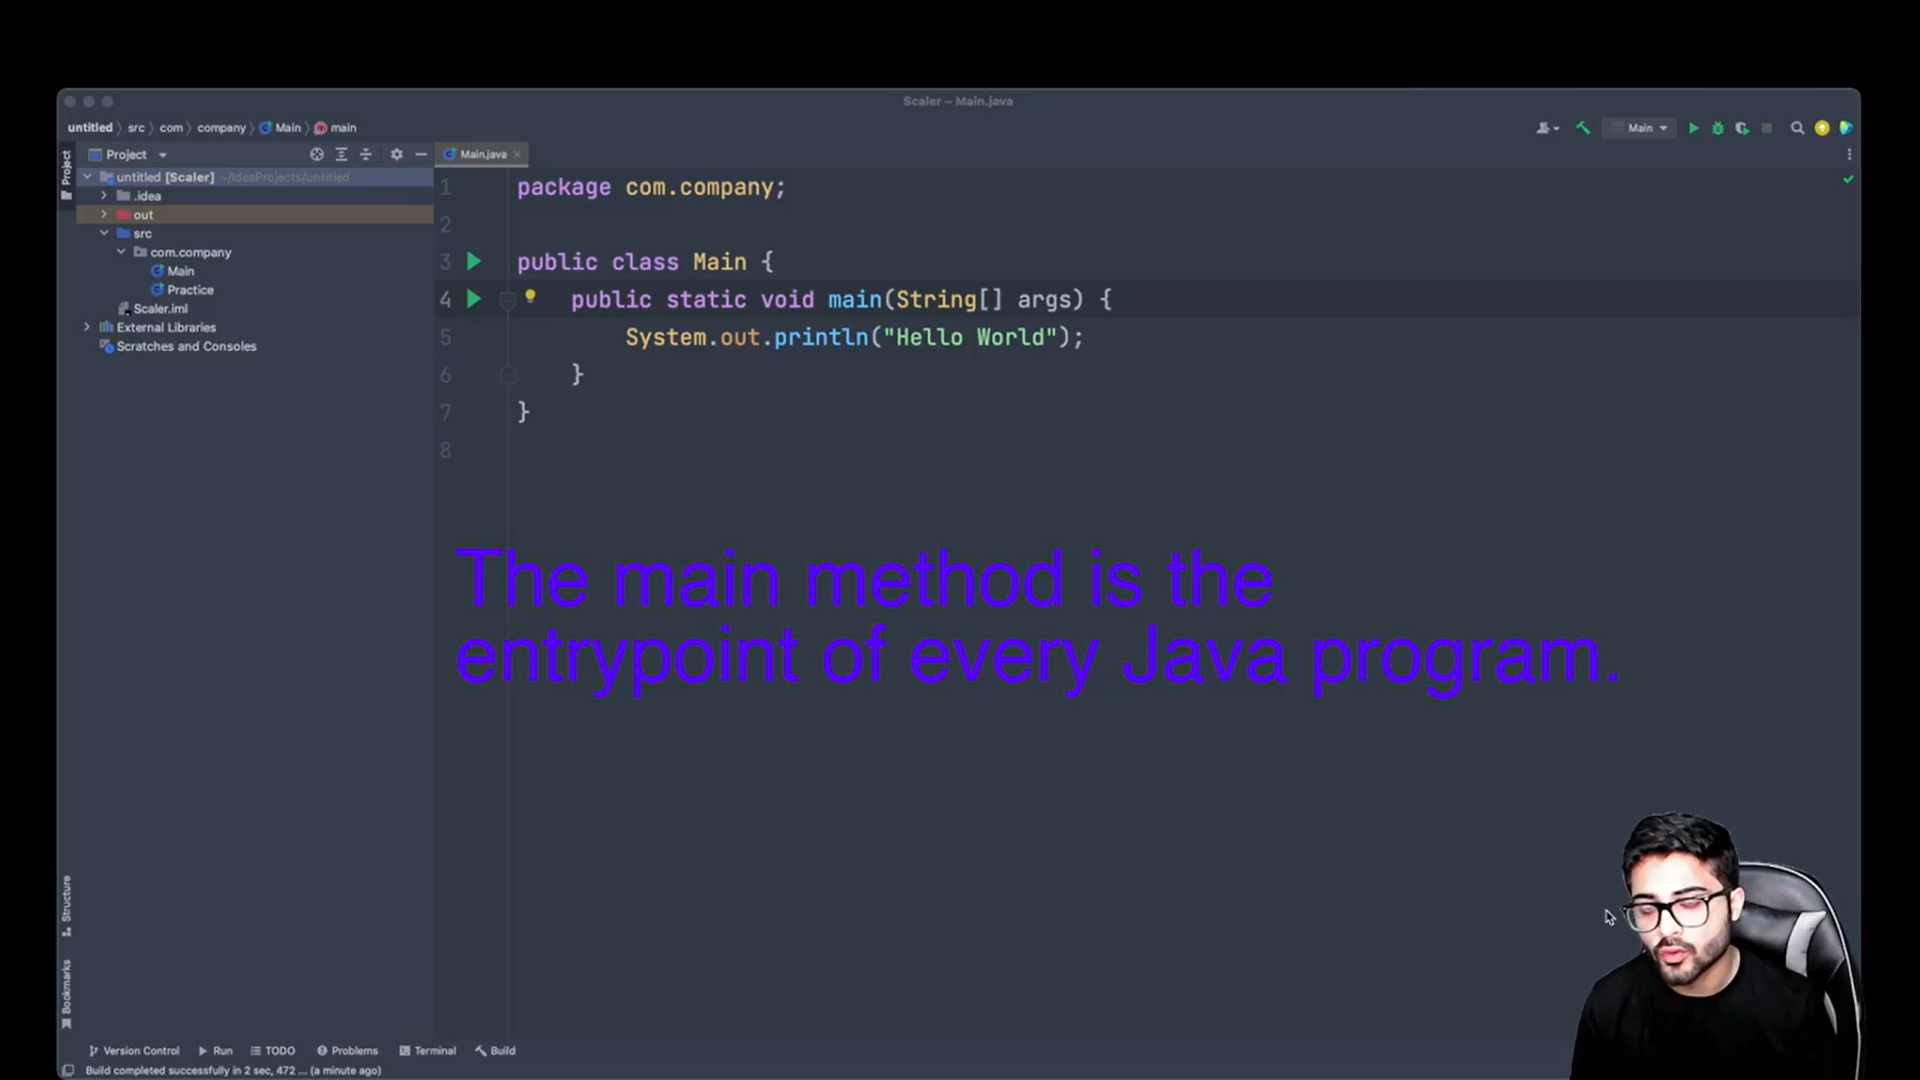 Scaler – Main.java
untitled src com company Main main
Main
Project
Project
Main.java
untitled [Scaler] ~/IdeaProjects/untitled
.idea
out
src
com.company
Main
Practice
Scaler.iml
External Libraries
Scratches and Consoles
1 package com.company;
2
3 public class Main {
4 public static void main(String[] args) {
5 System.out.println("Hello World");
6 }
7 }
8
The main method is the
entrypoint of every Java program.
Structure
Bookmarks
Version Control Run TODO Problems Terminal Build
Build completed successfully in 2 sec, 472 ... (a minute ago)